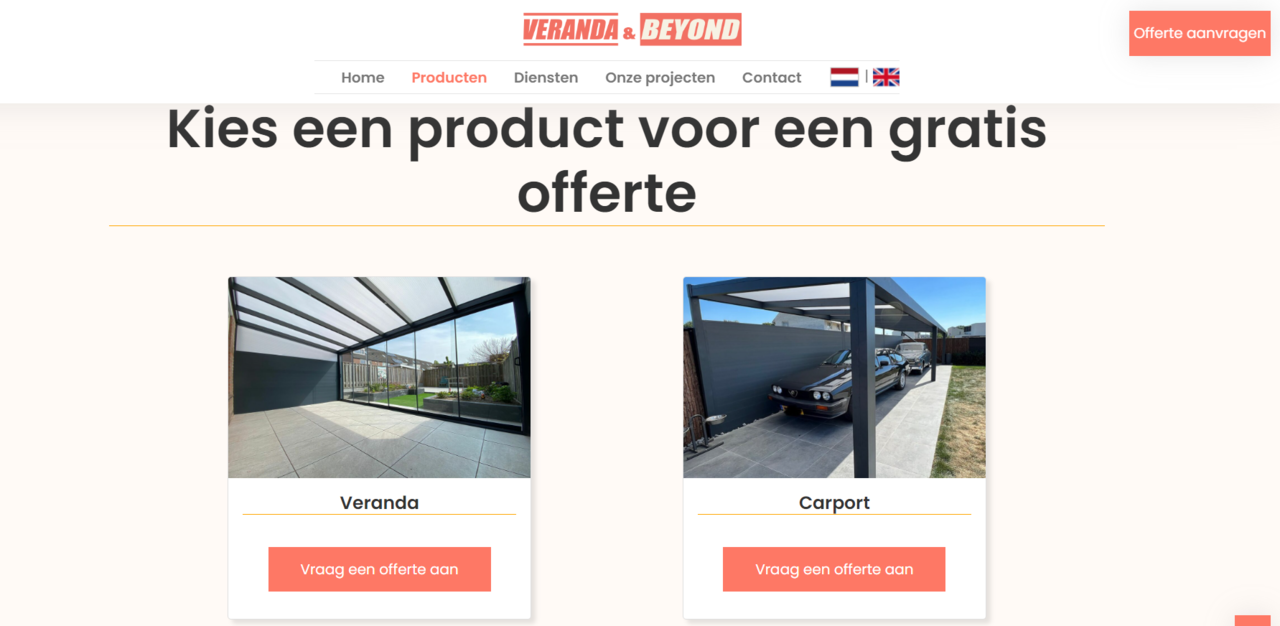 VERANDA & BEYOND
Offerte aanvragen
Home Producten Diensten Onze projecten Contact |
Kies een product voor een gratis
offerte
Veranda Carport
Vraag een offerte aan Vraag een offerte aan